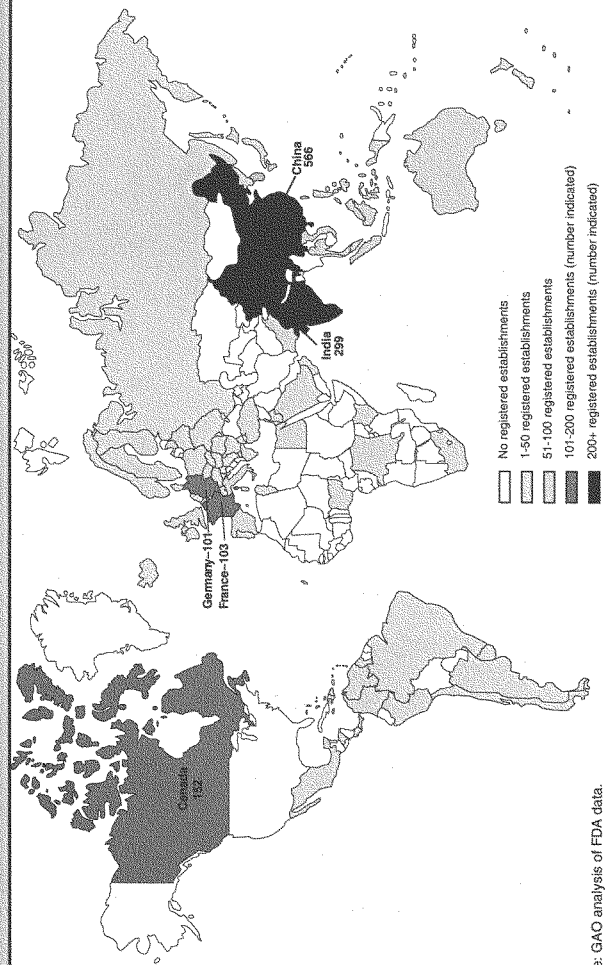 Canada
182
Germany–101
France–103
India
299
China
566
No registered establishments
1-50 registered establishments
51-100 registered establishments
101-200 registered establishments (number indicated)
200+ registered establishments (number indicated)
e: GAO analysis of FDA data.